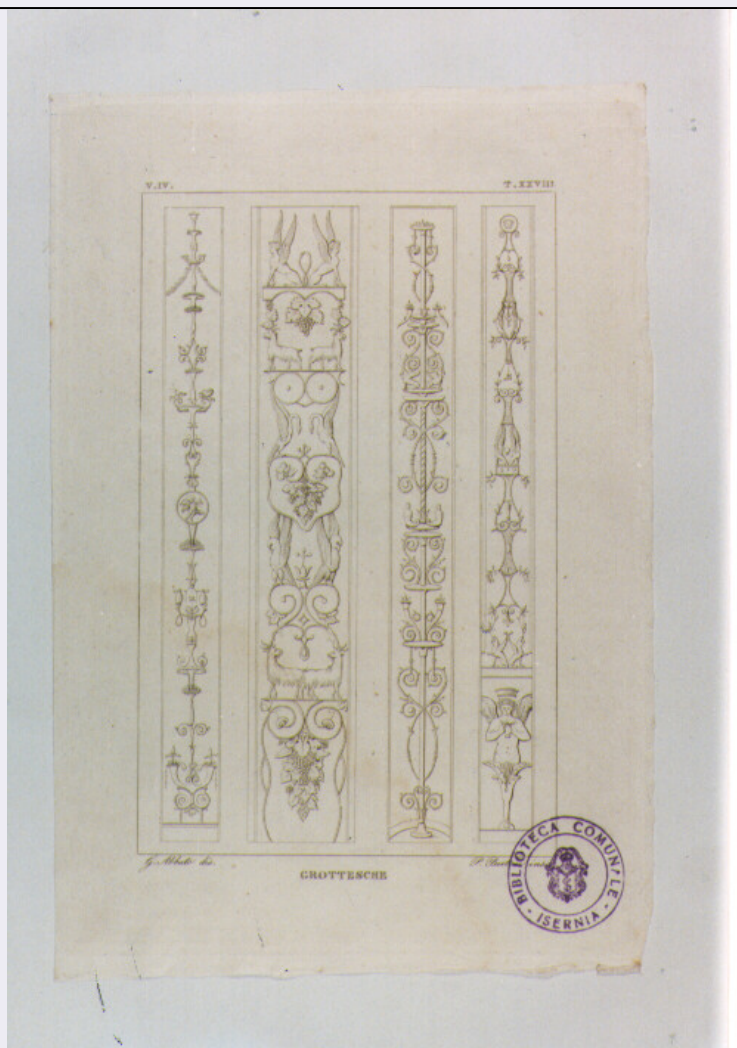 V.IV. T.XXVIII
G. Abbate dis.
GROTTESCHE
BIBLIOTECA COMUNALE
ISERNIA